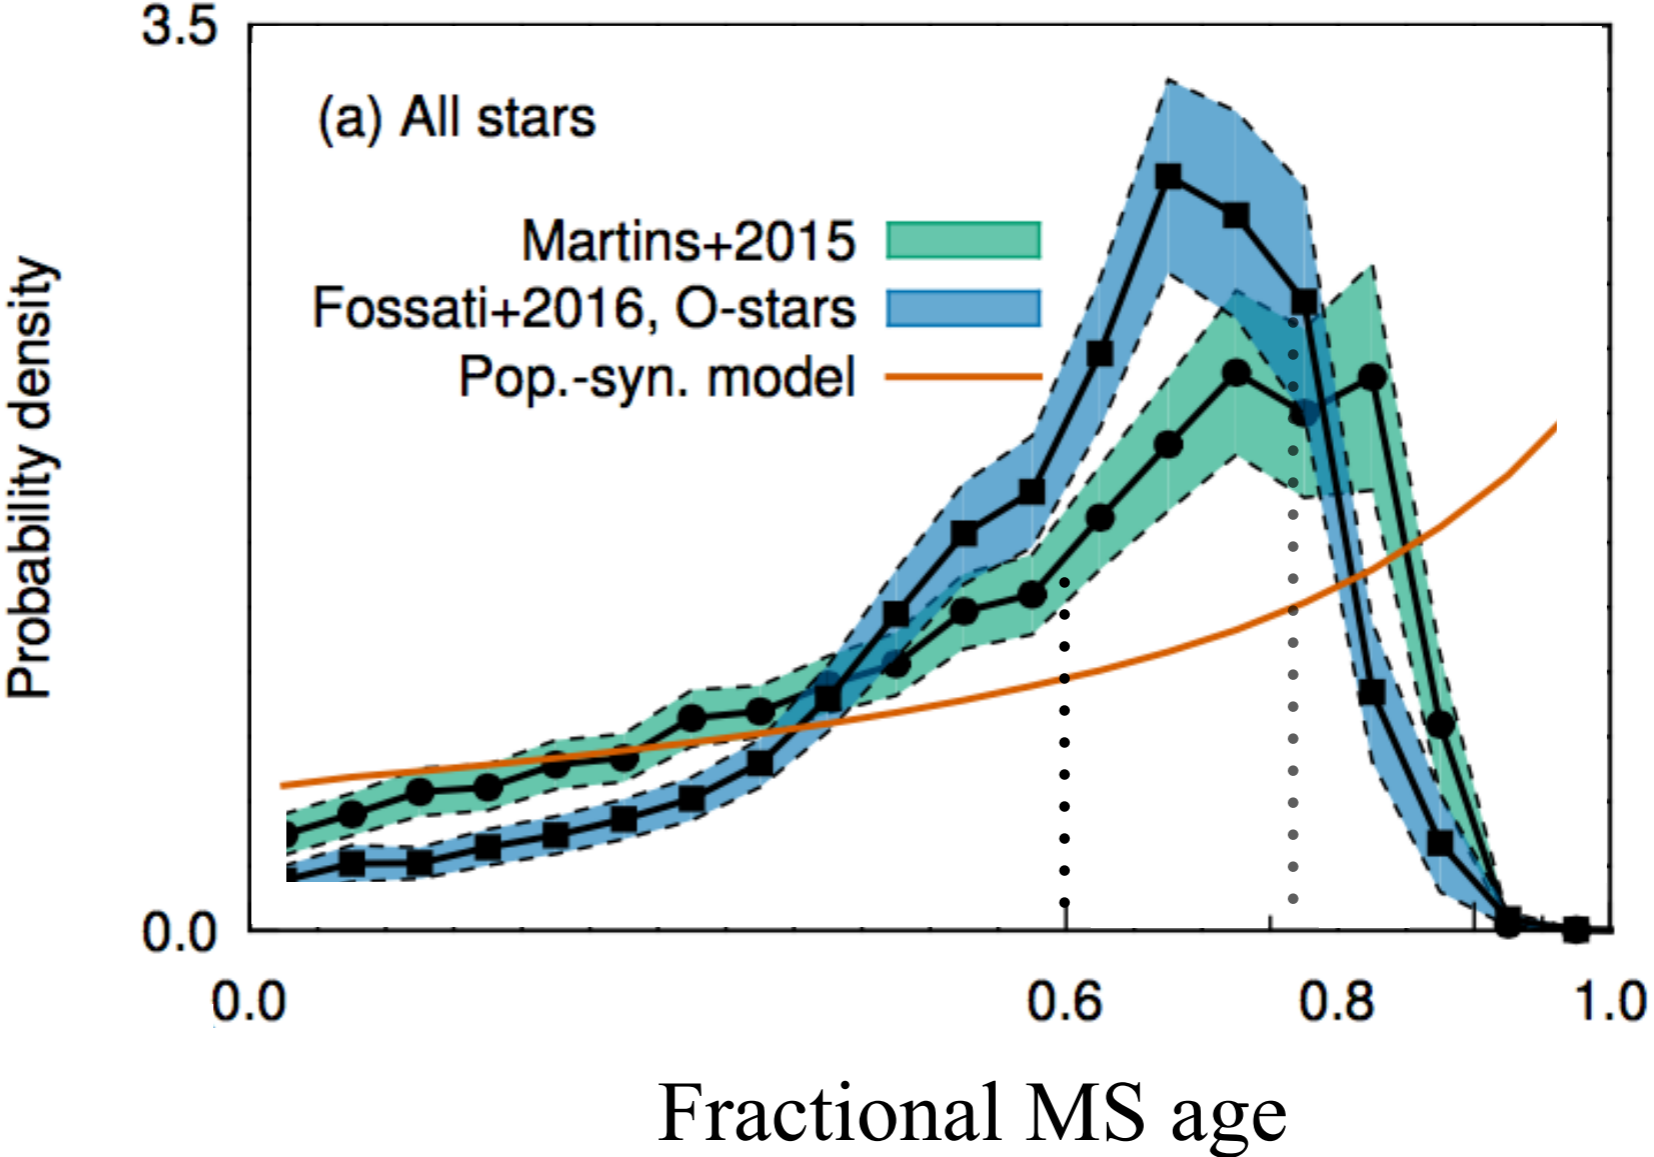 3.5
(a) All stars
Martins+2015
Fossati+2016, O-stars
Pop.-syn. model
Probability density
0.0
0.0 0.6 0.8 1.0
Fractional MS age